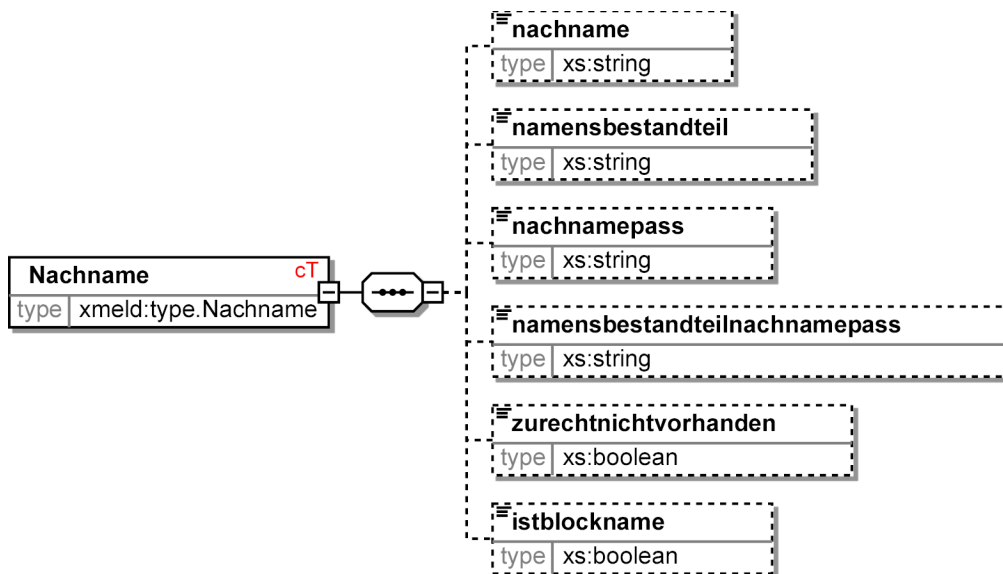 nachname
type xs:string
namensbestandteil
type xs:string
nachnamepass
type xs:string
Nachname cT
type xmeld:type.Nachname
namensbestandteilnachnamepass
type xs:string
zurechtnichtvorhanden
type xs:boolean
istblockname
type xs:boolean